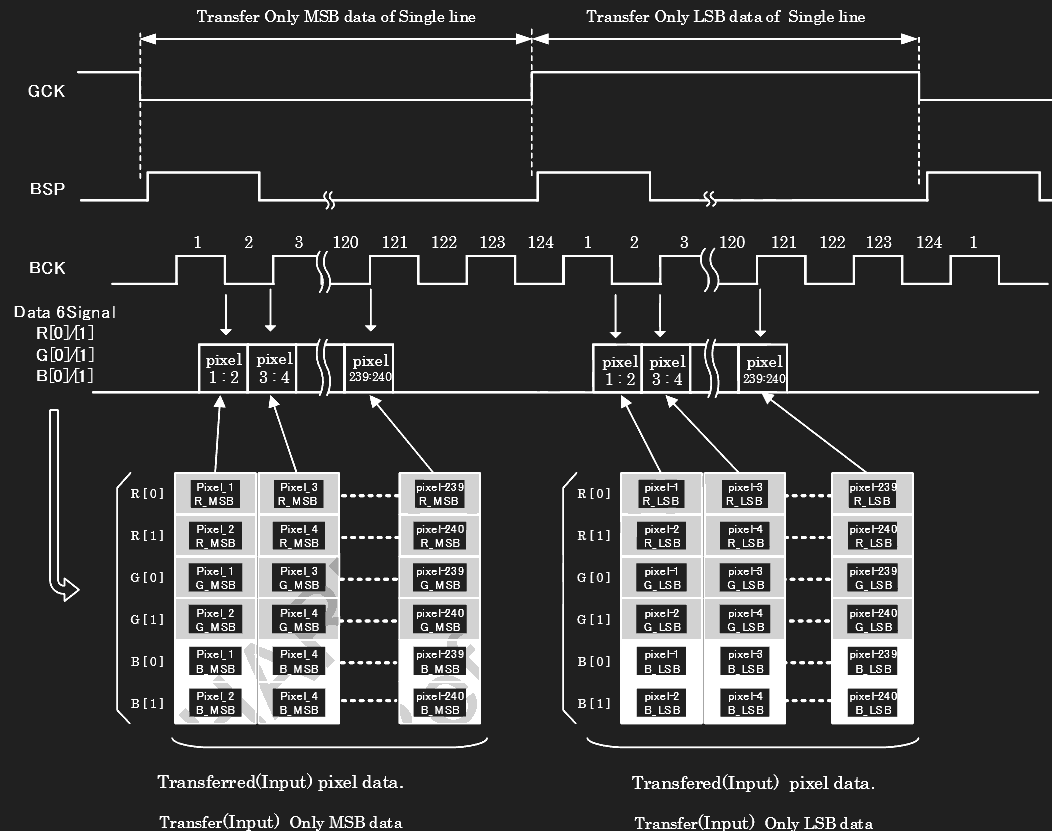 Transfer Only MSB data of Single line
Transfer Only LSB data of Single line
GCK
BSP
1 2 3 120 121 122 123 124 1 2 3 120 121 122 123 124 1
BCK
Data 6Signal
R[0]/[1]
G[0]/[1]
B[0]/[1]
pixel 1:2
pixel 3:4
pixel 239:240
pixel 1:2
pixel 3:4
pixel 239:240
R[0] Pixel_1 R_MSB Pixel_3 R_MSB pixel-239 R_MSB
R[1] Pixel_2 R_MSB Pixel_4 R_MSB pixel-240 R_MSB
G[0] Pixel_1 G_MSB Pixel_3 G_MSB pixel-239 G_MSB
G[1] Pixel_2 G_MSB Pixel_4 G_MSB pixel-240 G_MSB
B[0] Pixel_1 B_MSB Pixel_4 B_MSB pixel-239 B_MSB
B[1] Pixel_2 B_MSB Pixel_4 B_MSB pixel-240 B_MSB
R[0] pixel-1 R_LSB pixel-3 R_LSB pixel-239 R_LSB
R[1] pixel-2 R_LSB pixel-4 R_LSB pixel-240 R_LSB
G[0] pixel-1 G_LSB pixel-3 G_LSB pixel-239 G_LSB
G[1] pixel-2 G_LSB pixel-4 G_LSB pixel-240 G_LSB
B[0] pixel-1 B_LSB pixel-3 B_LSB pixel-239 B_LSB
B[1] pixel-2 B_LSB pixel-4 B_LSB pixel-240 B_LSB
Transferred(Input) pixel data.
Transfer(Input) Only MSB data
Transfered(Input) pixel data.
Transfer(Input) Only LSB data